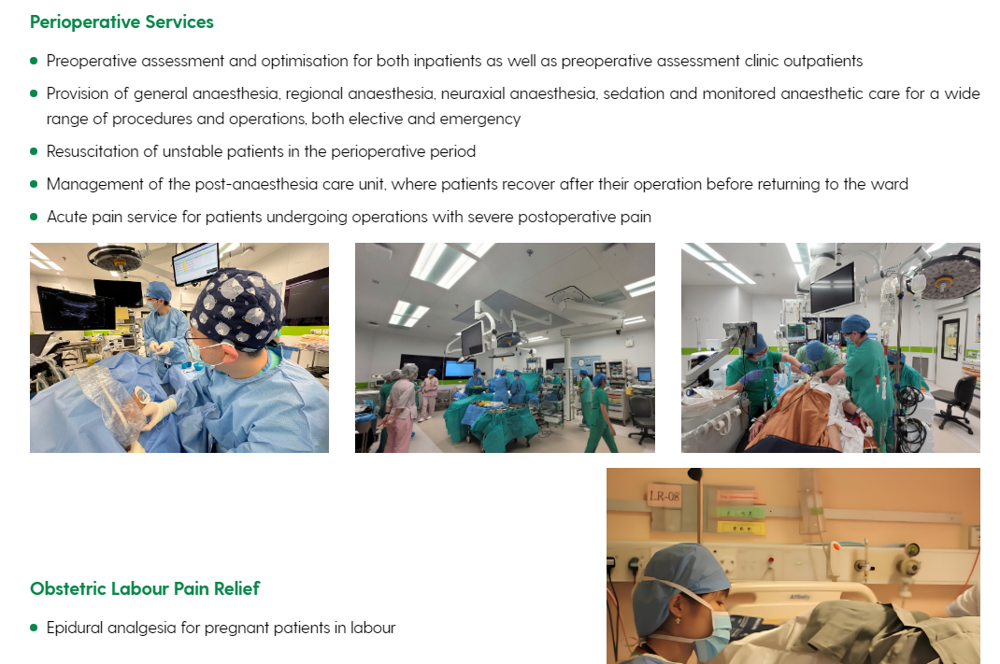 Perioperative Services
Preoperative assessment and optimisation for both inpatients as well as preoperative assessment clinic outpatients
Provision of general anaesthesia, regional anaesthesia, neuraxial anaesthesia, sedation and monitored anaesthetic care for a wide
range of procedures and operations, both elective and emergency
Resuscitation of unstable patients in the perioperative period
Management of the post-anaesthesia care unit, where patients recover after their operation before returning to the ward
Acute pain service for patients undergoing operations with severe postoperative pain
LR-08
Affinity
Obstetric Labour Pain Relief
Epidural analgesia for pregnant patients in labour